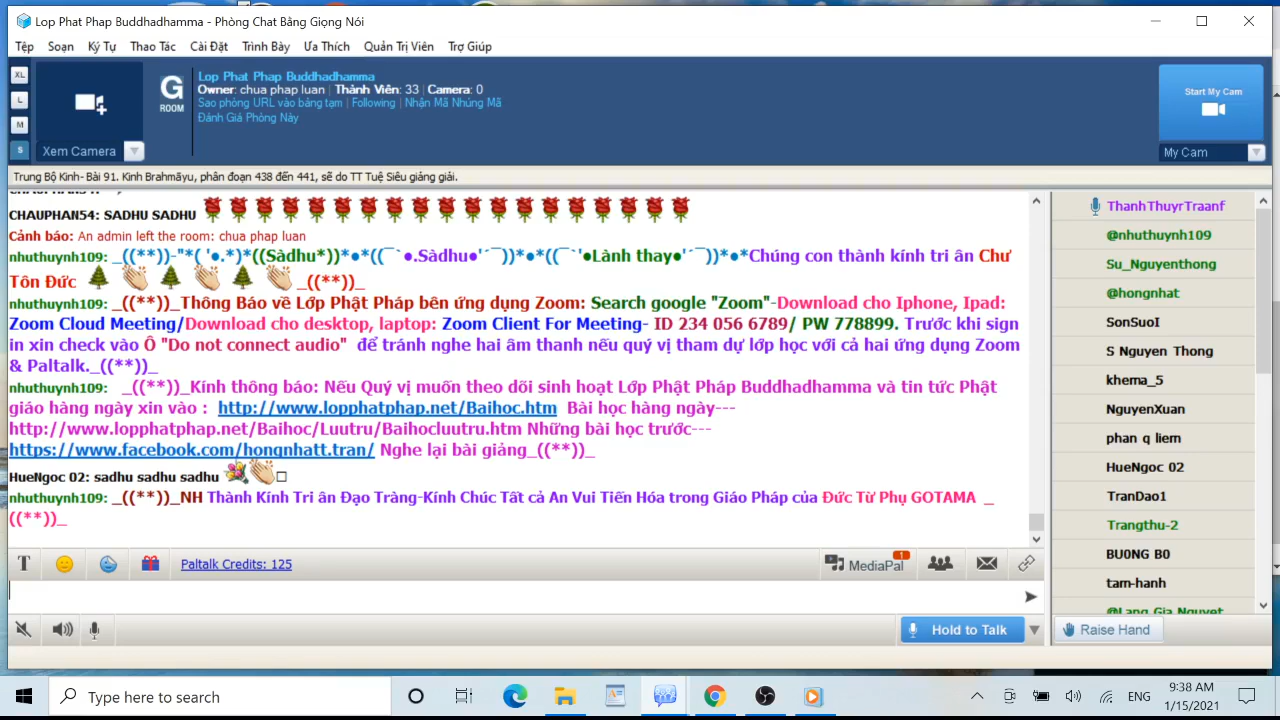 Lop Phat Phap Buddhadhamma - Phòng Chat Bằng Giọng Nói
Tệp Soạn Ký Tự Thao Tác Cài Đặt Trình Bày Ưa Thích Quản Trị Viên Trợ Giúp
XL
L
M
S
Xem Camera
G
ROOM
Lop Phat Phap Buddhadhamma
Owner: chua phap luan | Thành Viên: 33 | Camera: 0
Sao phòng URL vào bảng tạm | Following | Nhận Mã Nhúng Mã
Đánh Giá Phòng Này
Start My Cam
My Cam
Trung Bộ Kinh- Bài 91. Kinh Brahmāyu, phân đoạn 438 đến 441, sẽ do TT Tuệ Siêu giảng giải.
CHAUPHAN54: SADHU SADHU
Cảnh báo: An admin left the room: chua phap luan
nhuthuynh109: _((**))-"*( '●.*)*((Sàdhu*))*●*((¯`●.Sàdhu●'´¯))*●*((¯`'●Lành thay●'´¯))*●*Chúng con thành kính tri ân Chư
Tôn Đức _((**))_
nhuthuynh109: _((**))_Thông Báo về Lớp Phật Pháp bên ứng dụng Zoom: Search google "Zoom"-Download cho Iphone, Ipad:
Zoom Cloud Meeting/Download cho desktop, laptop: Zoom Client For Meeting- ID 234 056 6789/ PW 778899. Trước khi sign
in xin check vào Ô "Do not connect audio" để tránh nghe hai âm thanh nếu quý vị tham dự lớp học với cả hai ứng dụng Zoom
& Paltalk._((**))_
nhuthuynh109: _((**))_Kính thông báo: Nếu Quý vị muốn theo dõi sinh hoạt Lớp Phật Pháp Buddhadhamma và tin tức Phật
giáo hàng ngày xin vào : http://www.lopphatphap.net/Baihoc.htm Bài học hàng ngày---
http://www.lopphatphap.net/Baihoc/Luutru/Baihocluutru.htm Những bài học trước---
https://www.facebook.com/hongnhatt.tran/ Nghe lại bài giảng_((**))_
HueNgoc 02: sadhu sadhu sadhu
nhuthuynh109: _((**))_NH Thành Kính Tri ân Đạo Tràng-Kính Chúc Tất cả An Vui Tiến Hóa trong Giáo Pháp của Đức Từ Phụ GOTAMA _
((**))_
ThanhThuyrTraanf
@nhuthuynh109
Su_Nguyenthong
@hongnhat
SonSuoI
S Nguyen Thong
khema_5
NguyenXuan
phan q liem
HueNgoc 02
TranDao1
Trangthu-2
BU0NG B0
tam-hanh
@Lang Gia Nguyet
T Paltalk Credits: 125 MediaPal 1
Hold to Talk Raise Hand
Type here to search
ENG
9:38 AM
1/15/2021